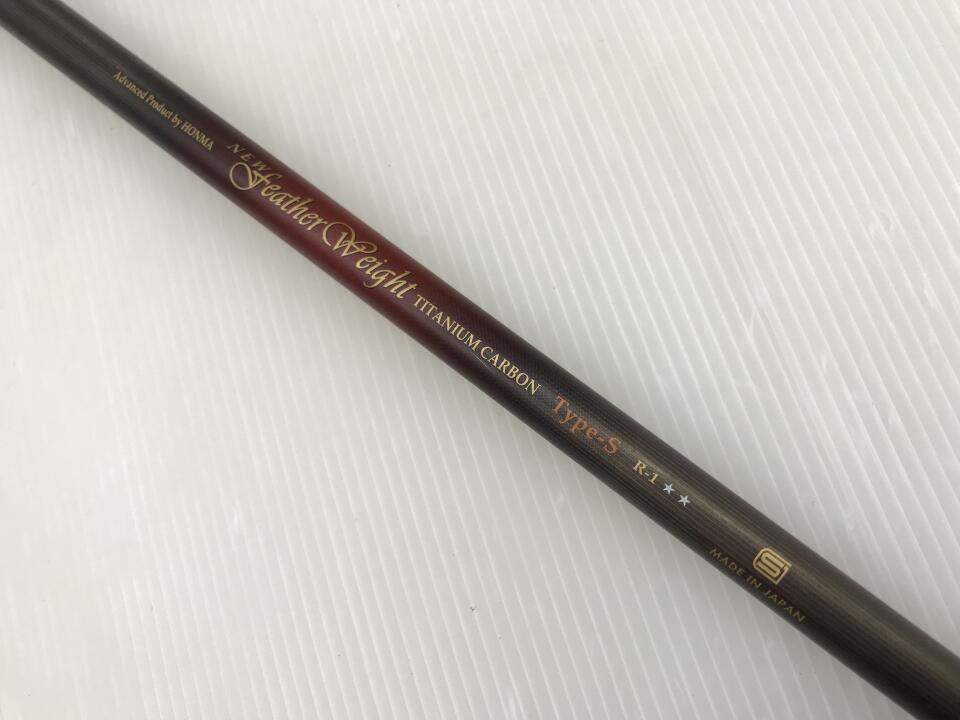 Advanced Product by HONMA
NEW
Feather Weight TITANIUM CARBON Type-S R-1 ★★
S
MADE IN JAPAN